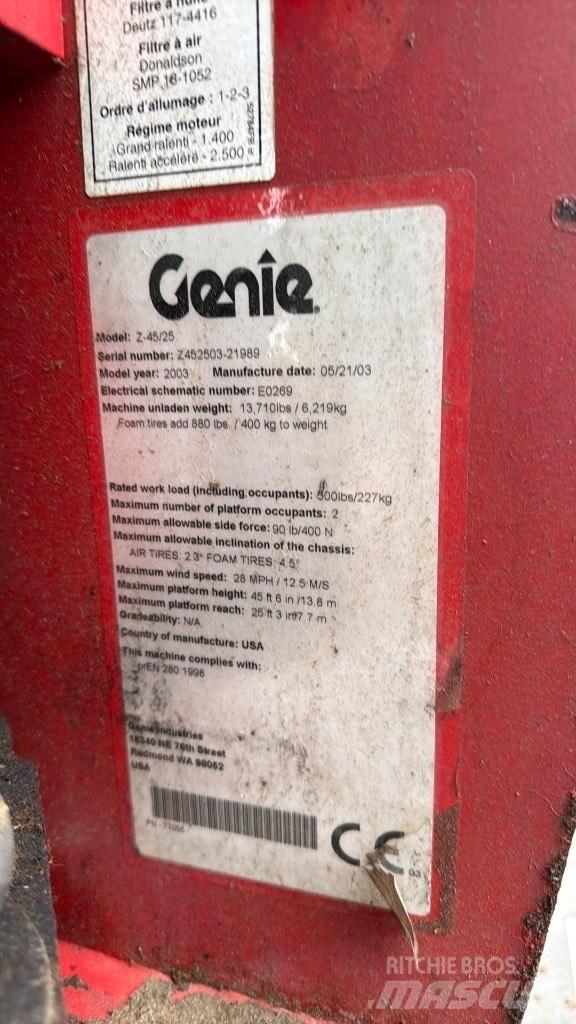 Filtre à huile
Deutz 117-4416
Filtre à air
Donaldson
SMP 16-1052
Ordre d'allumage : 1-2-3
Régime moteur
Grand ralenti - 1.400
Ralenti accéléré - 2.500
Genie
Model: Z-45/25
Serial number: Z452503-21989
Model year: 2003 Manufacture date: 05/21/03
Electrical schematic number: E0269
Machine unladen weight: 13,710lbs / 6,219kg
Foam tires add 880 lbs. / 400 kg to weight
Rated work load (including occupants): 500lbs/227kg
Maximum number of platform occupants: 2
Maximum allowable side force: 90 lb/400 N
Maximum allowable inclination of the chassis:
AIR TIRES: 2.3° FOAM TIRES: 4.5°
Maximum wind speed: 28 MPH / 12.5 M/S
Maximum platform height: 45 ft 6 in /13.8 m
Maximum platform reach: 25 ft 3 in/7.7 m
Gradeability: N/A
Country of manufacture: USA
This machine complies with:
prEN 280:1998
Genie Industries
18340 NE 76th Street
Redmond WA 98052
USA
CE
RITCHIE BROS.
MASCUS